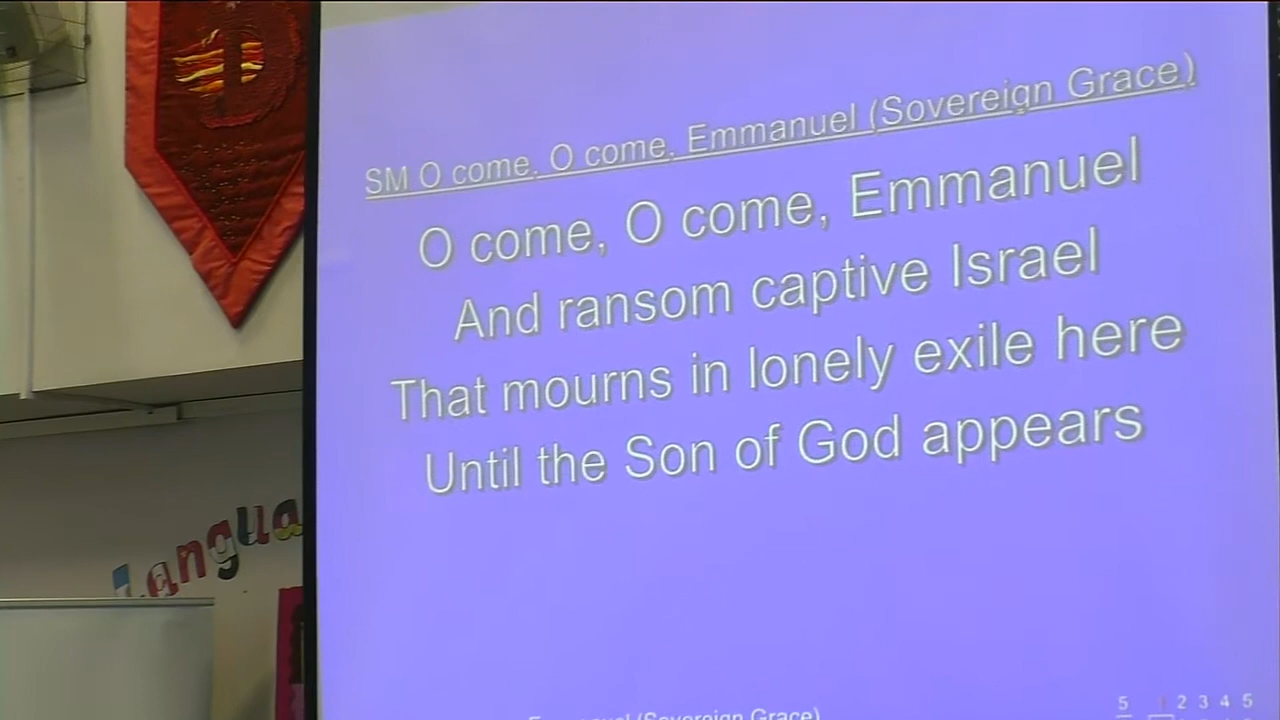 SM O come, O come, Emmanuel (Sovereign Grace)
O come, O come, Emmanuel
And ransom captive Israel
That mourns in lonely exile here
Until the Son of God appears
Langua
Emmanuel (Sovereign Grace)
5 1 2 3 4 5